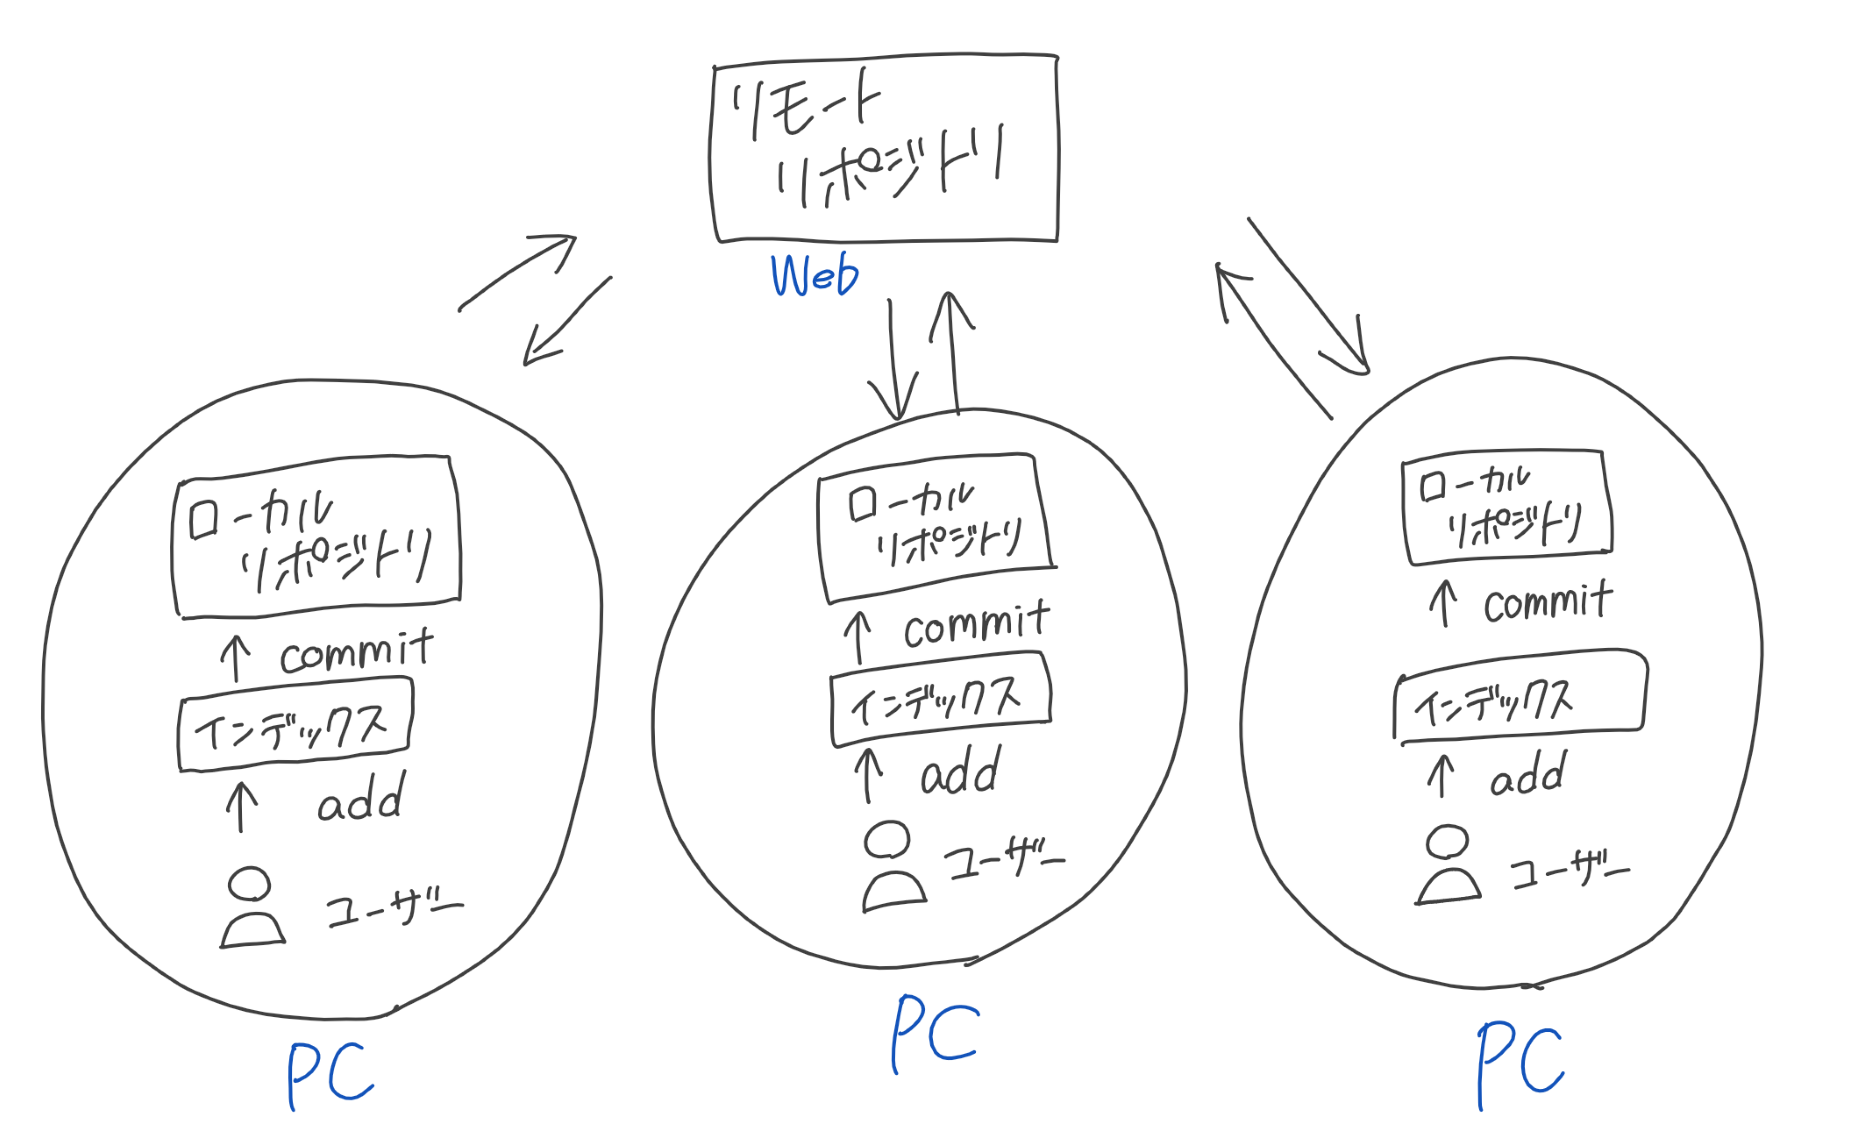 リモート
リポジトリ
Web
ローカル
リポジトリ
commit
インデックス
add
ユーザー
PC
ローカル
リポジトリ
commit
インデックス
add
ユーザー
PC
ローカル
リポジトリ
commit
インデックス
add
ユーザー
PC